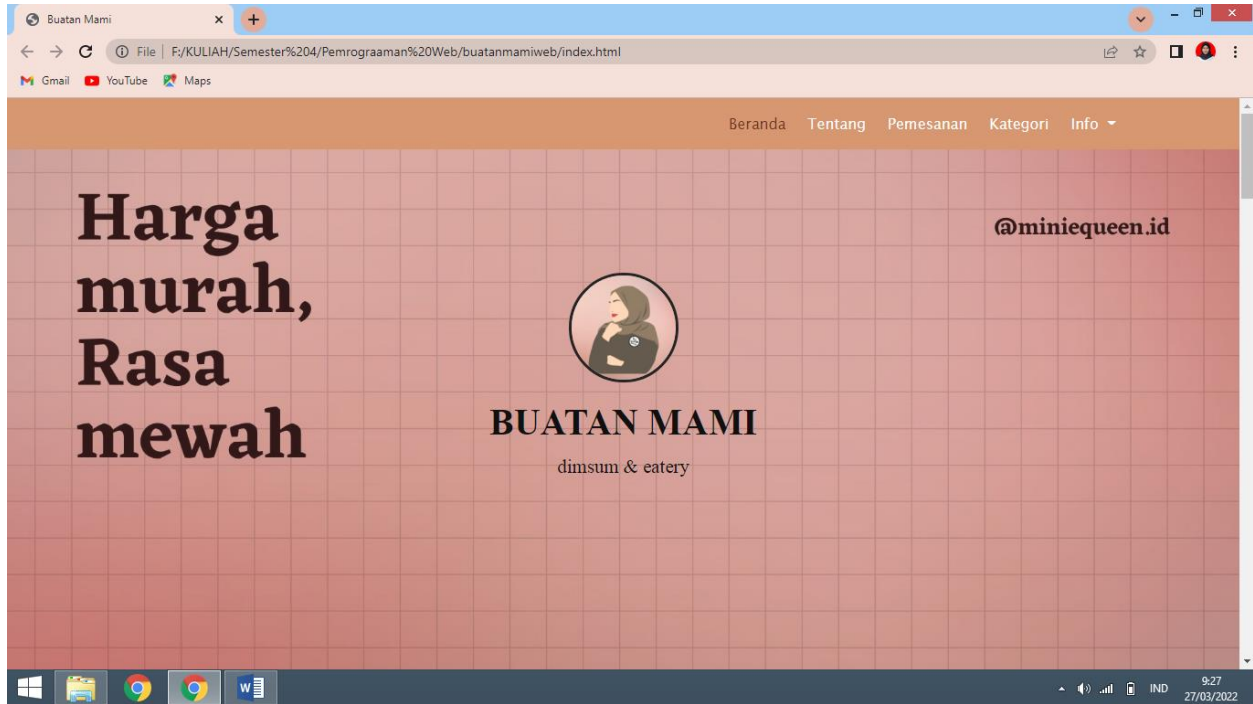 Buatan Mami
File | F:/KULIAH/Semester%204/Pemrograaman%20Web/buatanmamiweb/index.html
Gmail YouTube Maps
Beranda Tentang Pemesanan Kategori Info
Harga
murah,
Rasa
mewah
@miniequeen.id
BUATAN MAMI
dimsum & eatery
W
IND
9:27
27/03/2022